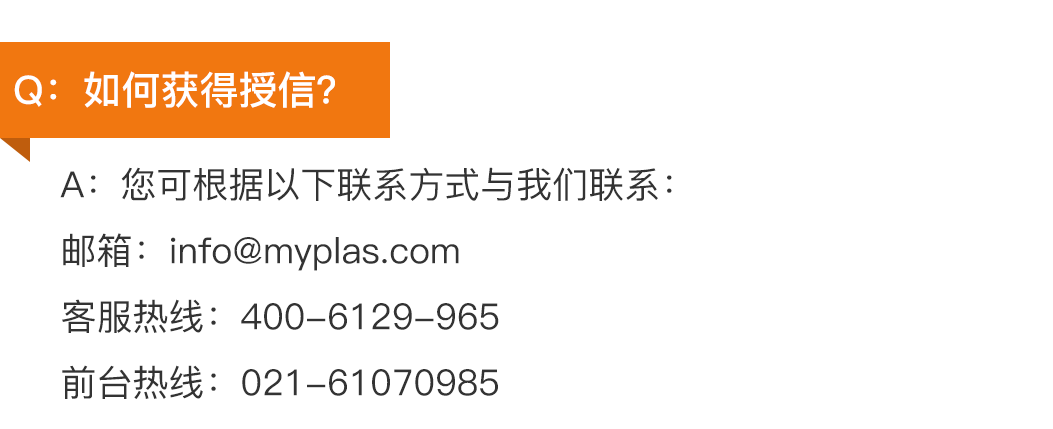 Q：如何获得授信？
A：您可根据以下联系方式与我们联系：
邮箱：info@myplas.com
客服热线：400-6129-965
前台热线：021-61070985